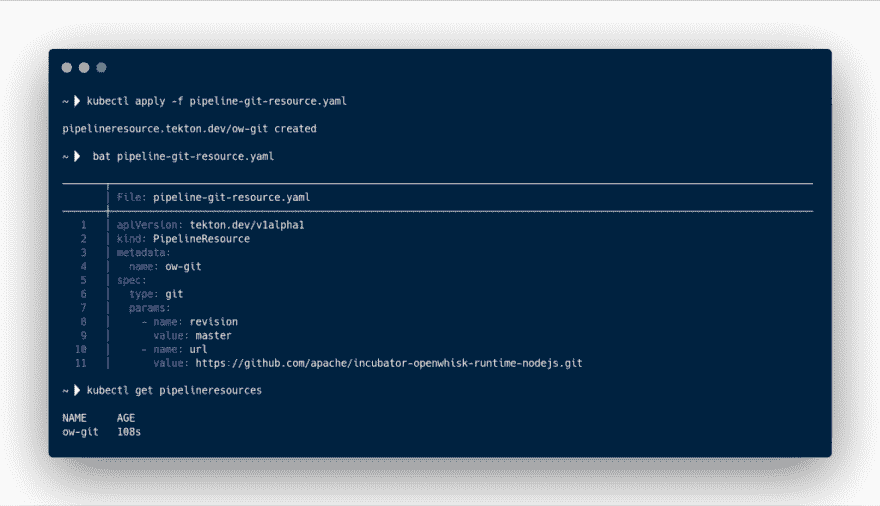 ~ kubectl apply -f pipeline-git-resource.yaml
pipelineresource.tekton.dev/ow-git created
~ bat pipeline-git-resource.yaml
File: pipeline-git-resource.yaml
1 apiVersion: tekton.dev/v1alpha1
2 kind: PipelineResource
3 metadata:
4 name: ow-git
5 spec:
6 type: git
7 params:
8 - name: revision
9 value: master
10 - name: url
11 value: https://github.com/apache/incubator-openwhisk-runtime-nodejs.git
~ kubectl get pipelineresources
NAME AGE
ow-git 108s